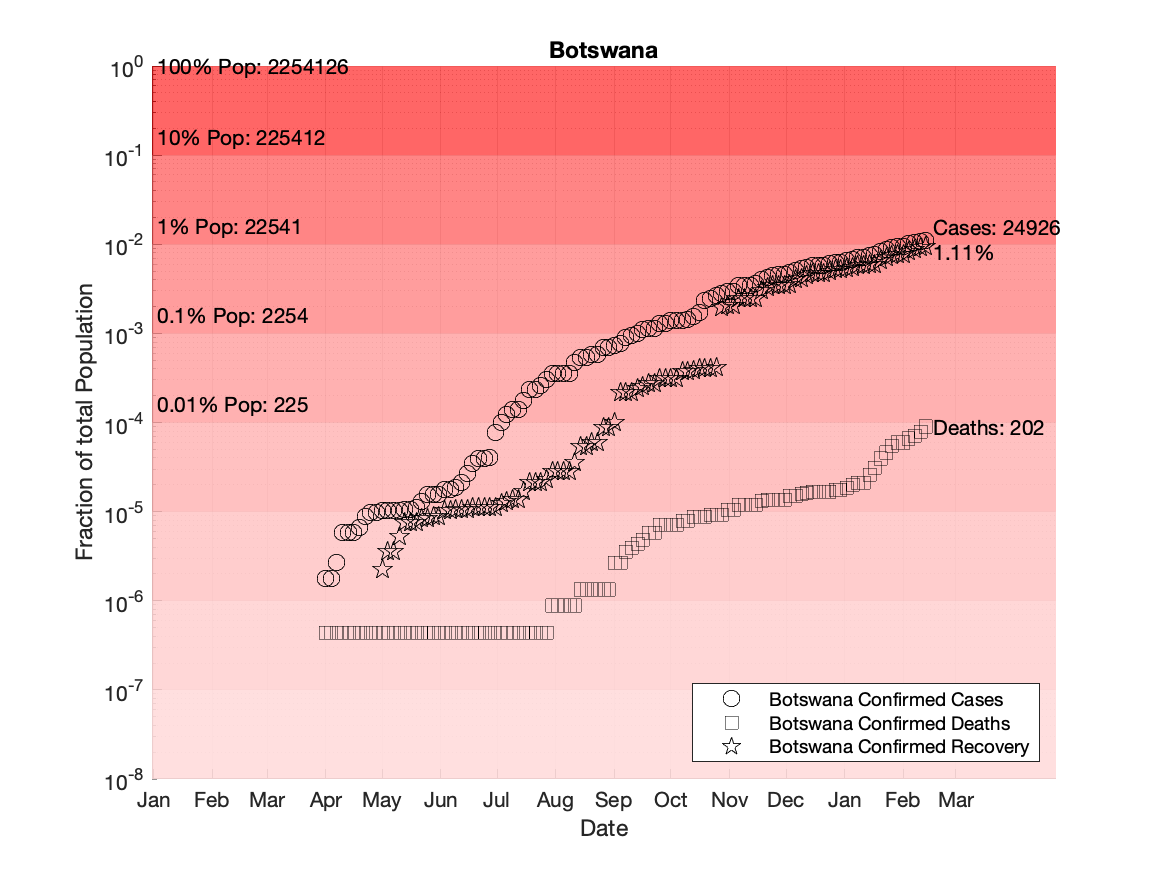 Botswana
10^0
100% Pop: 2254126
10% Pop: 225412
10^-1
1% Pop: 22541
Cases: 24926
10^-2
1.11%
0.1% Pop: 2254
10^-3
0.01% Pop: 225
10^-4
Deaths: 202
10^-5
10^-6
10^-7
10^-8
Fraction of total Population
Botswana Confirmed Cases
Botswana Confirmed Deaths
Botswana Confirmed Recovery
Jan Feb Mar Apr May Jun Jul Aug Sep Oct Nov Dec Jan Feb Mar
Date